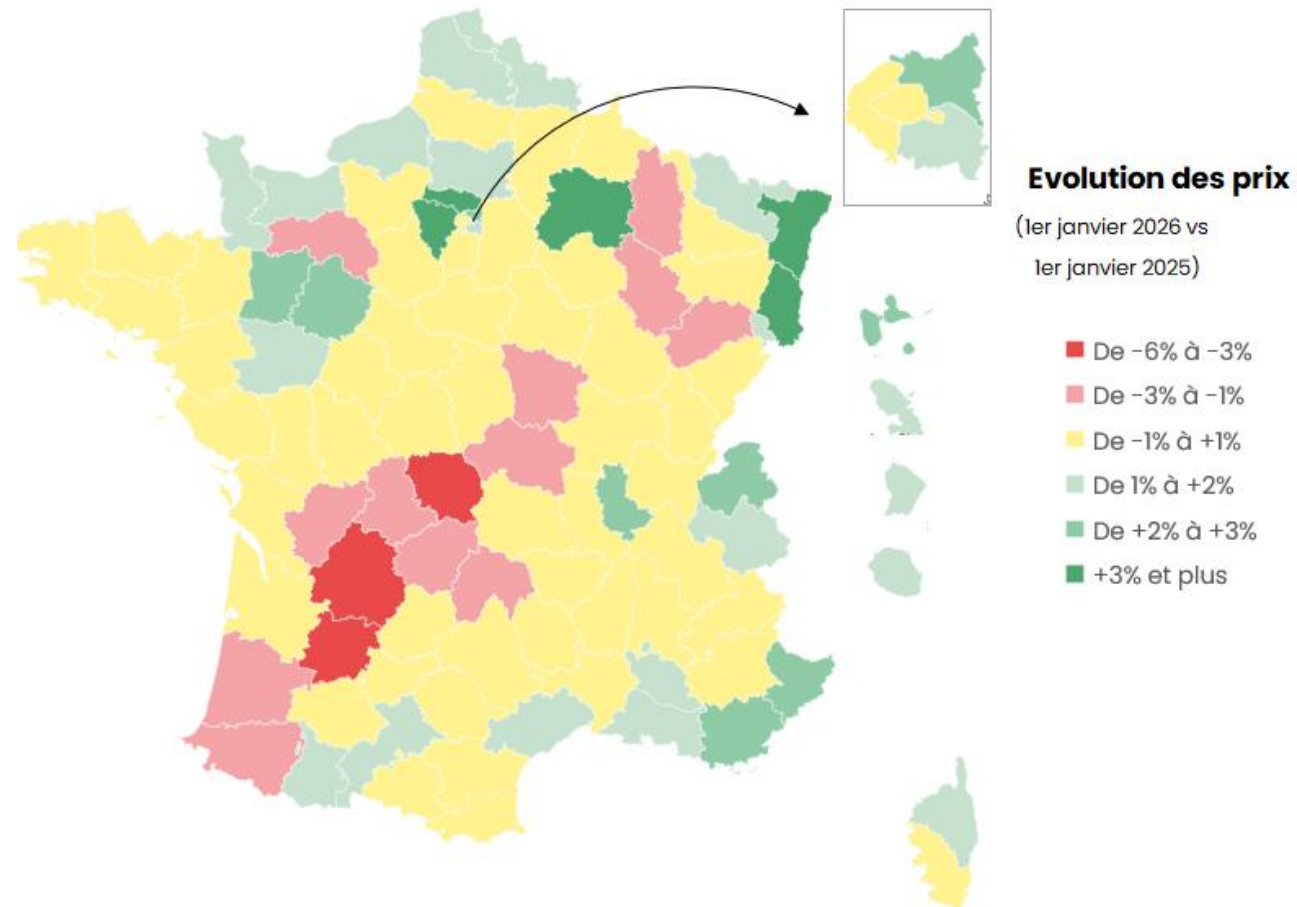 Evolution des prix
(1er janvier 2026 vs
1er janvier 2025)
De -6% à -3%
De -3% à -1%
De -1% à +1%
De 1% à +2%
De +2% à +3%
+3% et plus